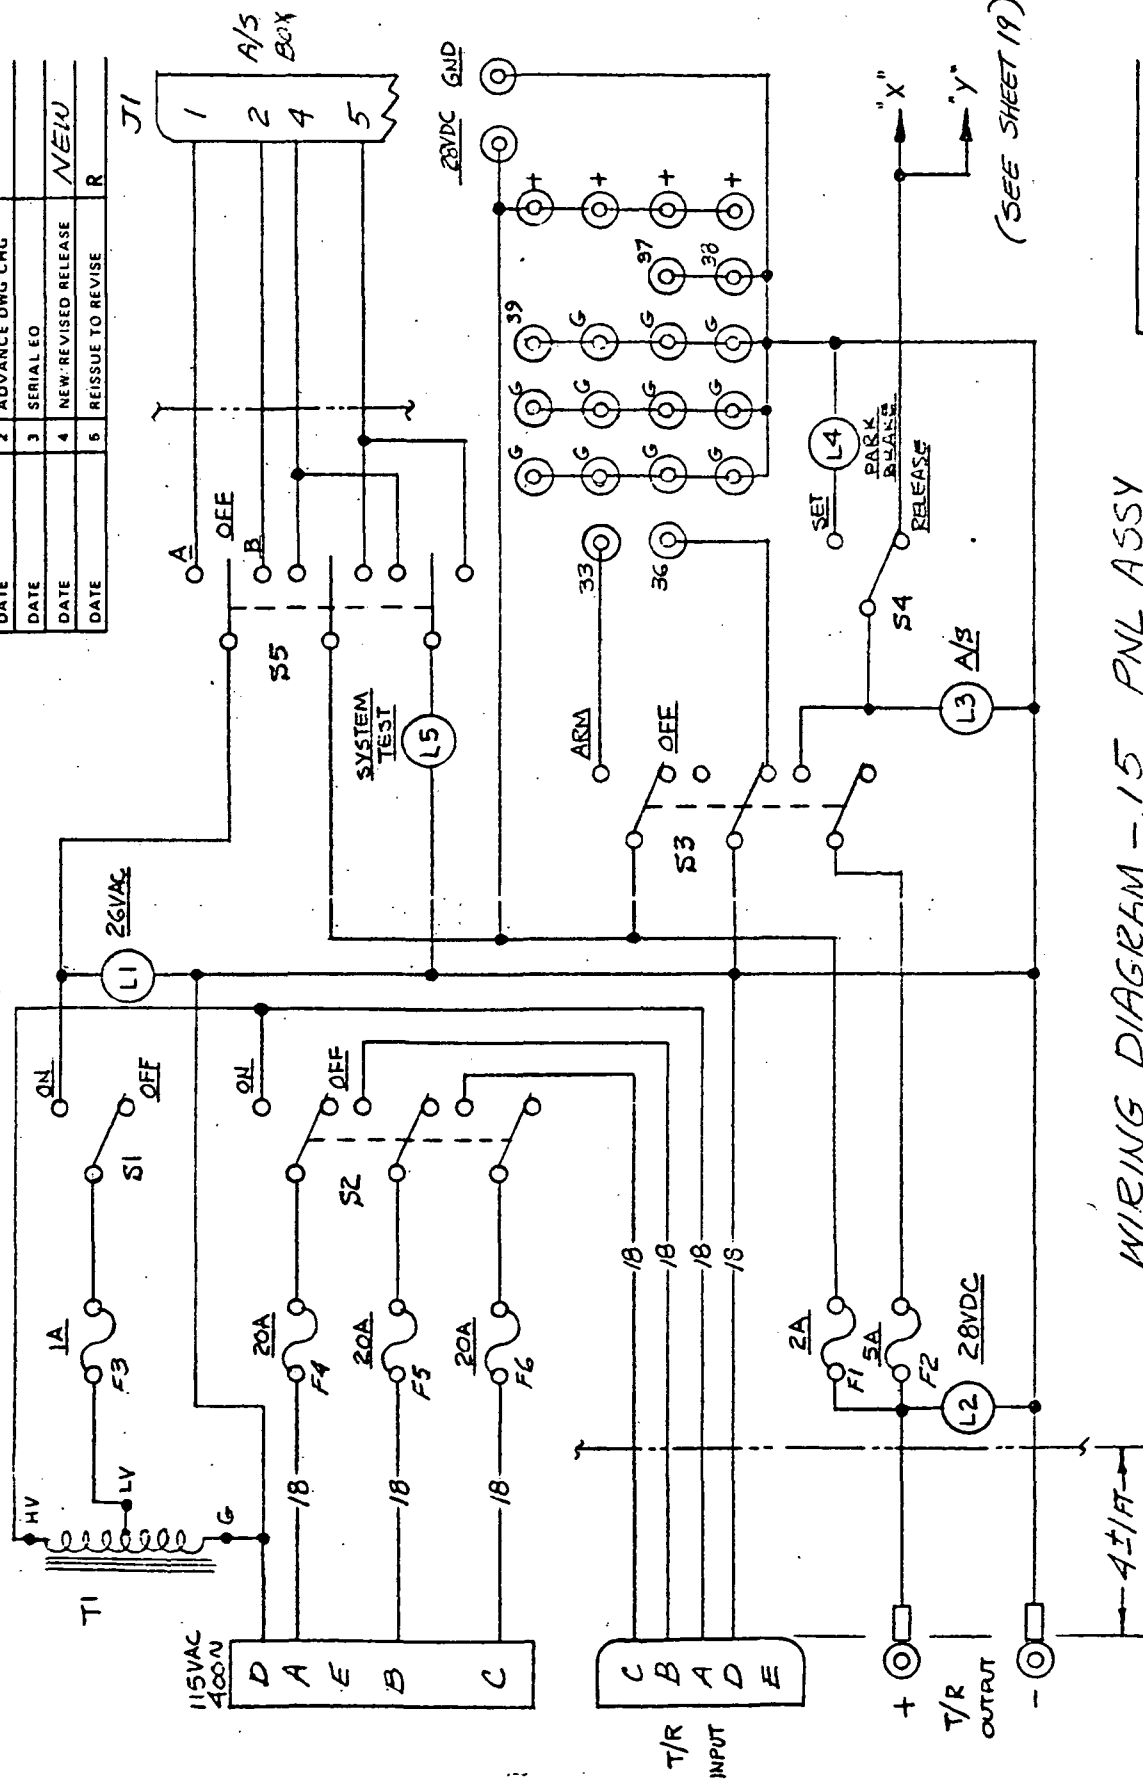 DATE 2 ADVANCE DWG CHG
DATE 3 SERIAL EO
DATE 4 NEW/REVISED RELEASE NEW
DATE 5 REISSUE TO REVISE R
J1
A/S
BOX
1
2
4
5
A
OFF
B
S5
SYSTEM
TEST
L5
28VDC
GND
+
+
+
+
37
38
39
G
G
G
G
G
G
G
G
G
G
G
33
36
ARM
OFF
S3
SET
L4
PARK
BRAKE
RELEASE
S4
L3
A/S
"X"
"Y"
(SEE SHEET 19)
26VAC
L1
ON
OFF
S1
1A
F3
HV
LV
G
T1
ON
OFF
S2
20A
F4
20A
F5
20A
F6
18
18
18
115VAC
400N
D
A
E
B
C
18
18
18
18
T/R
INPUT
C
B
A
D
E
2A
F1
5A
F2
28VDC
L2
+
T/R
OUTPUT
-
4±1FT
WIRING DIAGRAM -.15 PNL ASSY